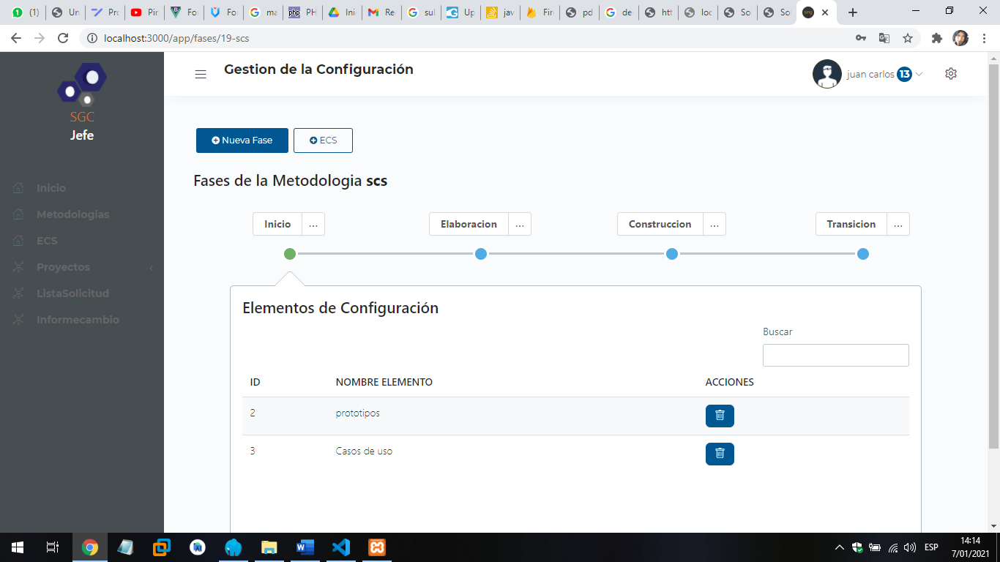 (1) Un Pro Pir Fo Fo ma PH Ini Re sul Up jav Fir pd de htt loc So So
localhost:3000/app/fases/19-scs
SGC
Jefe
Gestion de la Configuración
juan carlos 13
Inicio
Metodologias
ECS
Proyectos
ListaSolicitud
Informecambio
Nueva Fase ECS
Fases de la Metodologia scs
Inicio ... Elaboracion ... Construccion ... Transicion ...
Elementos de Configuración
Buscar
ID NOMBRE ELEMENTO ACCIONES
2 prototipos
3 Casos de uso
ESP
14:14
7/01/2021